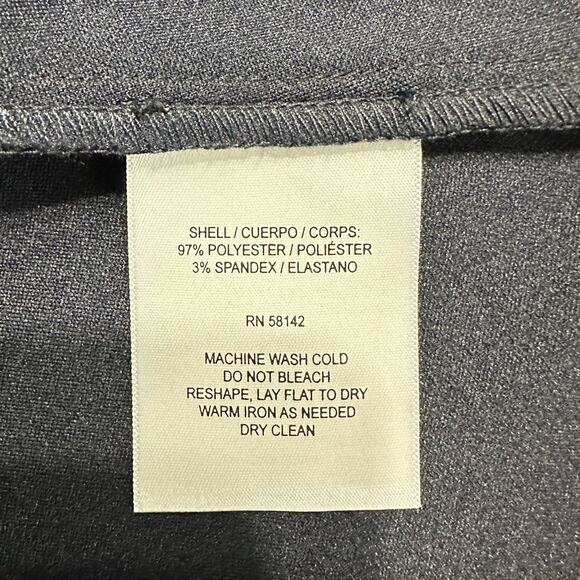 SHELL / CUERPO / CORPS:
97% POLYESTER / POLIÉSTER
3% SPANDEX / ELASTANO
RN 58142
MACHINE WASH COLD
DO NOT BLEACH
RESHAPE, LAY FLAT TO DRY
WARM IRON AS NEEDED
DRY CLEAN